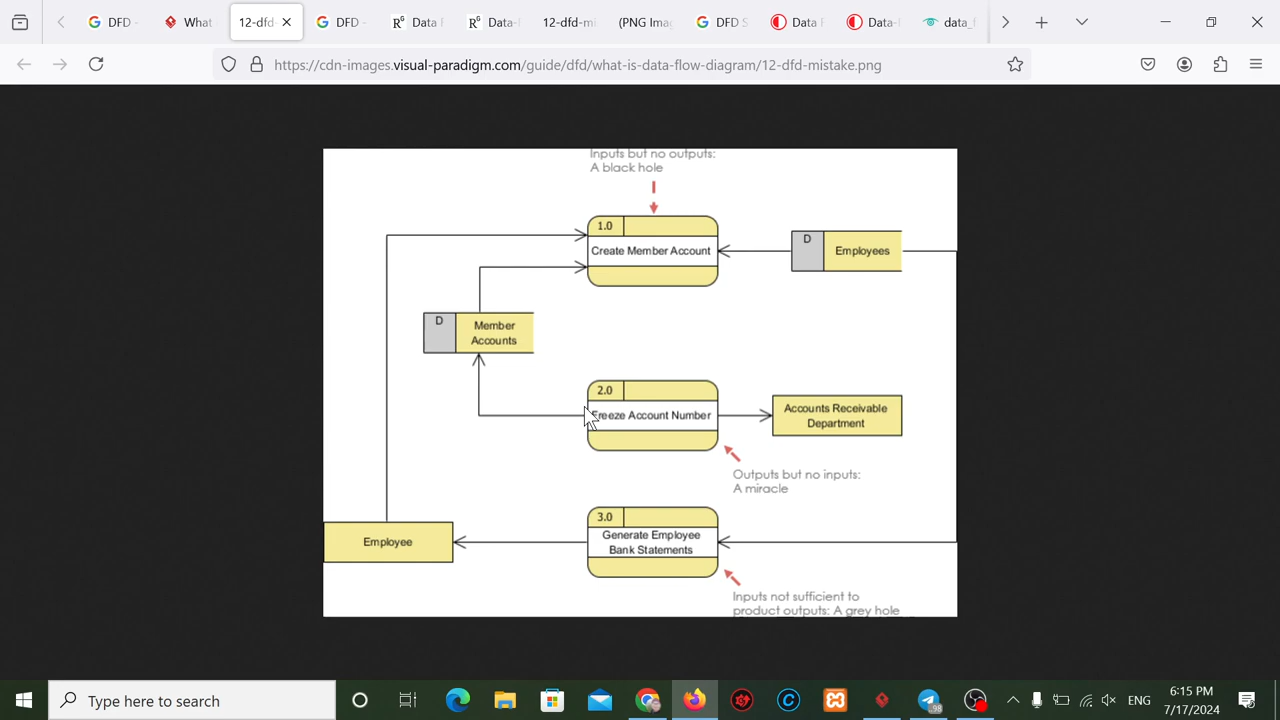 DFD -
What
12-dfd-
DFD -
Data
Data-
12-dfd-mi
(PNG Imag
DFD S
Data
Data-
data_f
https://cdn-images.visual-paradigm.com/guide/dfd/what-is-data-flow-diagram/12-dfd-mistake.png
Inputs but no outputs:
A black hole
1.0
Create Member Account
D
Employees
D
Member
Accounts
2.0
Freeze Account Number
Accounts Receivable
Department
Outputs but no inputs:
A miracle
3.0
Generate Employee
Bank Statements
Employee
Inputs not sufficient to
product outputs: A grey hole
Type here to search
98
ENG
6:15 PM
7/17/2024